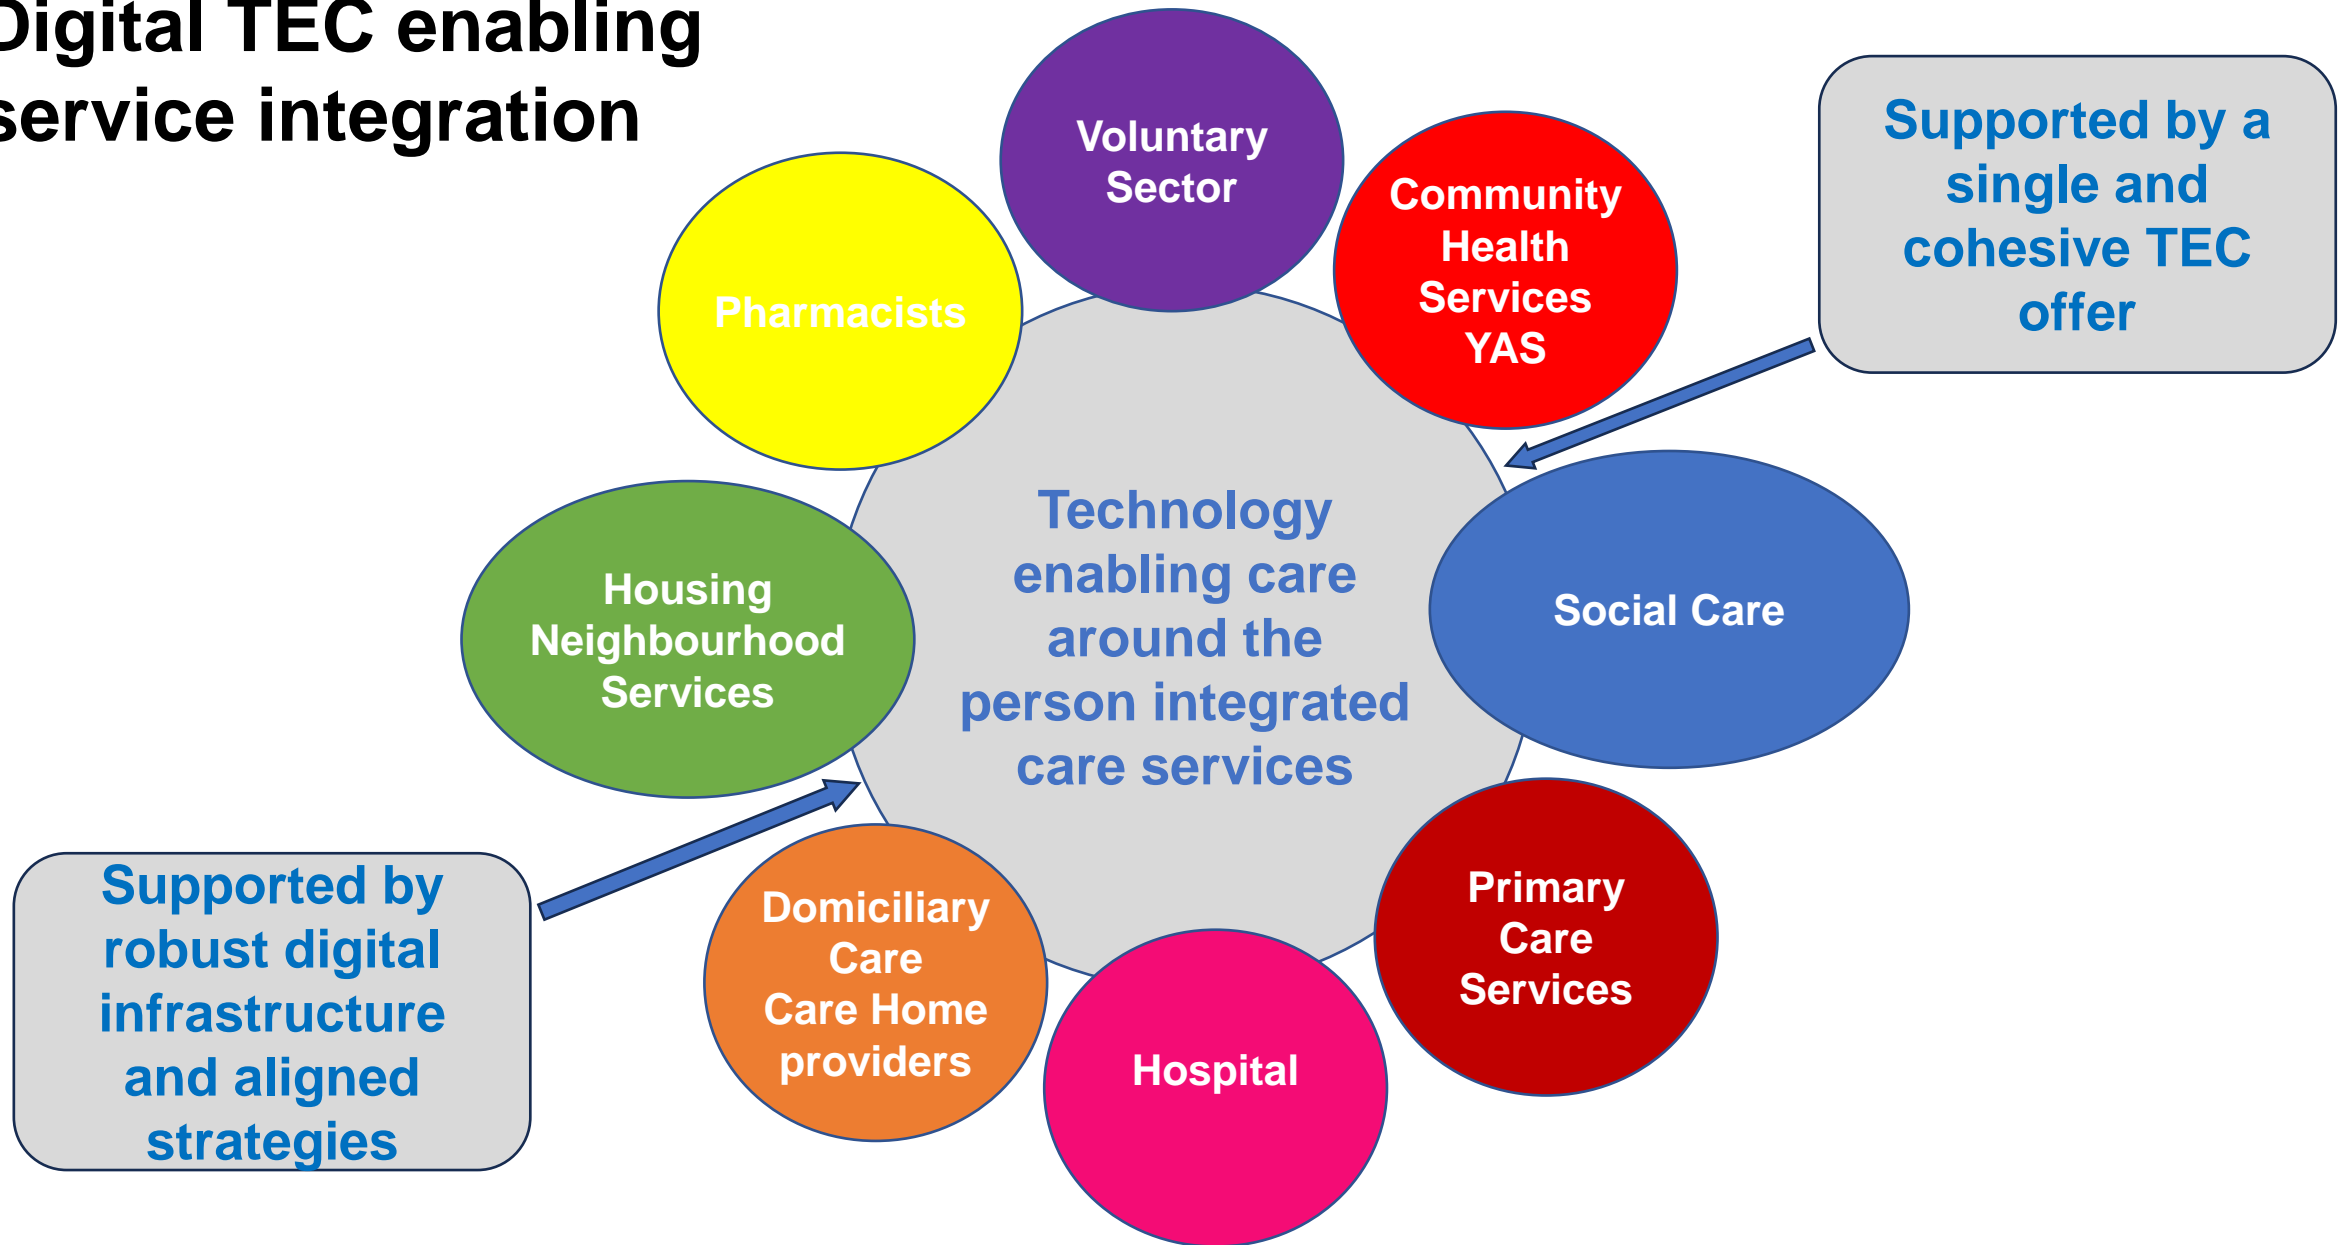 Digital TEC enabling
service integration
Voluntary
Sector
Community
Health
Services
YAS
Supported by a
single and
cohesive TEC
offer
Pharmacists
Technology
enabling care
around the
person integrated
care services
Social Care
Housing
Neighbourhood
Services
Primary
Care
Services
Supported by
robust digital
infrastructure
and aligned
strategies
Domiciliary
Care
Care Home
providers
Hospital